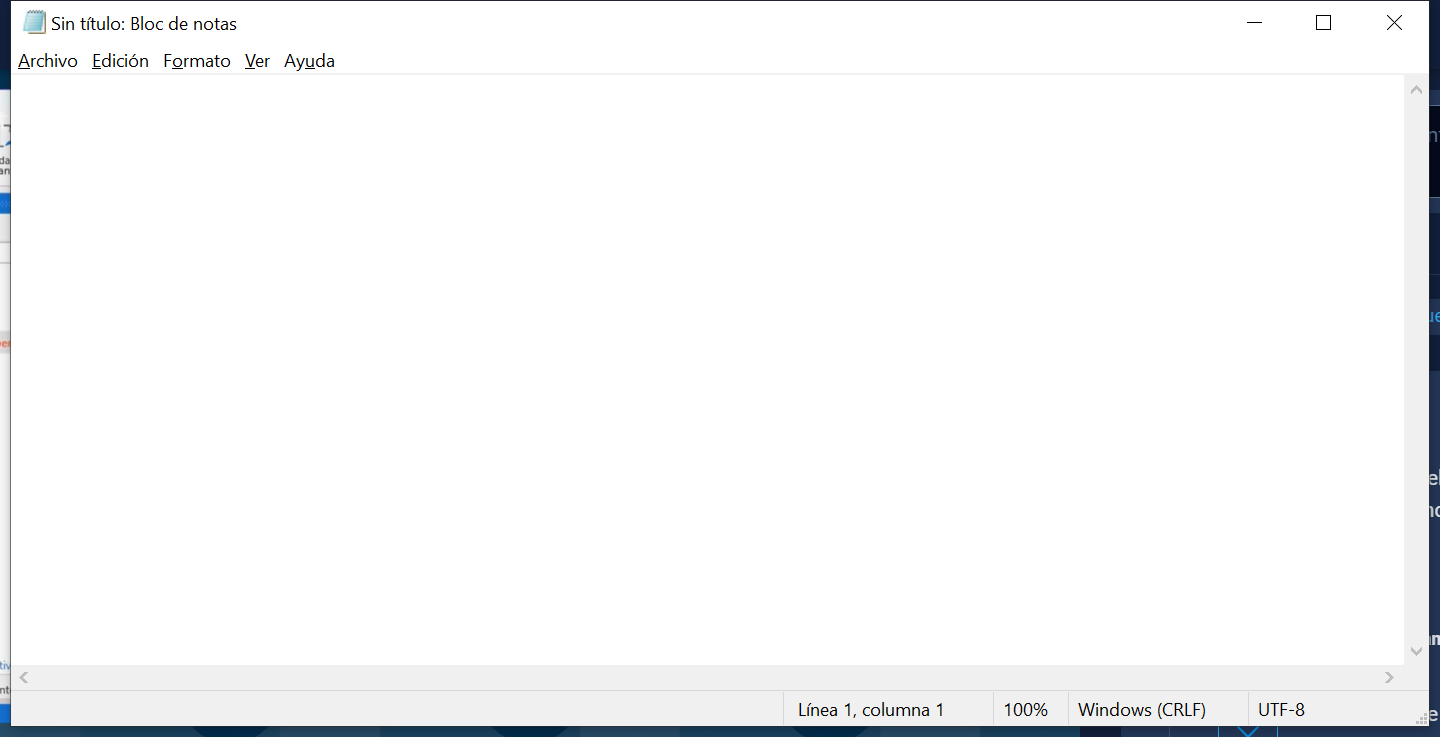 Sin título: Bloc de notas
Archivo Edición Formato Ver Ayuda
Línea 1, columna 1 100% Windows (CRLF) UTF-8